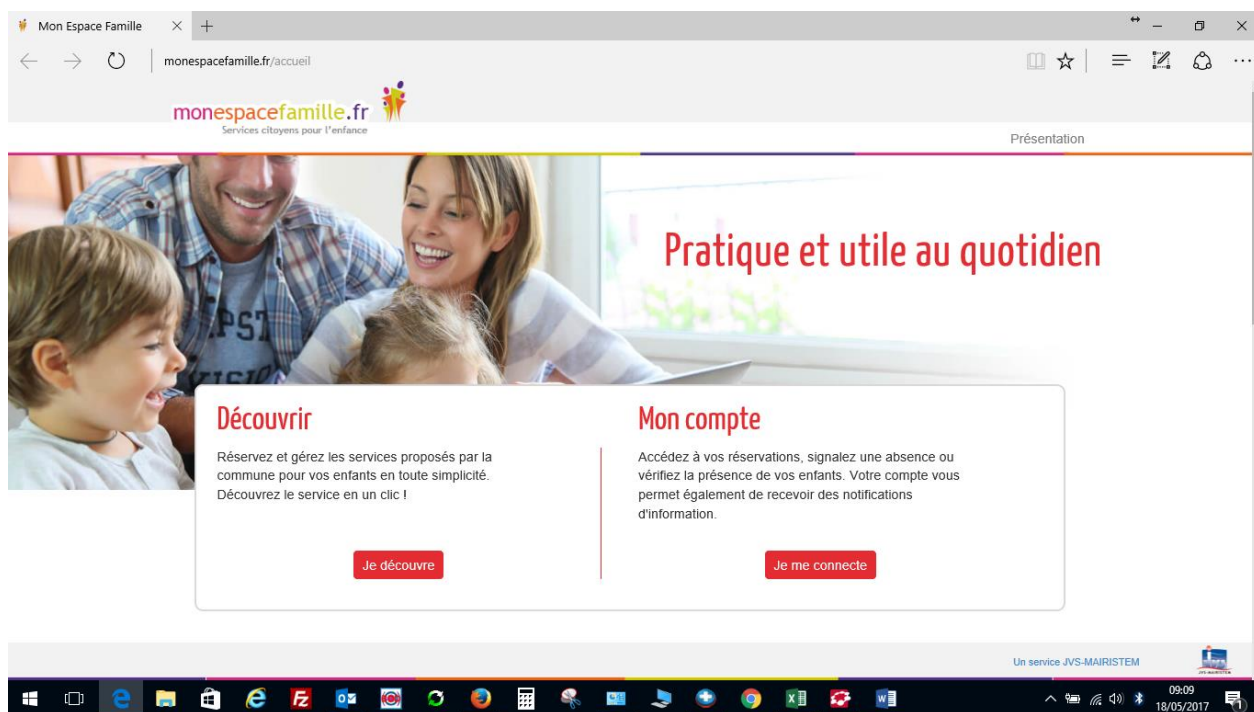 Mon Espace Famille
monespacefamille.fr/accueil
monespacefamille.fr
Services citoyens pour l'enfance
Présentation
Pratique et utile au quotidien
Découvrir
Réservez et gérez les services proposés par la
commune pour vos enfants en toute simplicité.
Découvrez le service en un clic !
Je découvre
Mon compte
Accédez à vos réservations, signalez une absence ou
vérifiez la présence de vos enfants. Votre compte vous
permet également de recevoir des notifications
d'information.
Je me connecte
Un service JVS-MAIRISTEM
JVS-MAIRISTEM
09:09
18/05/2017